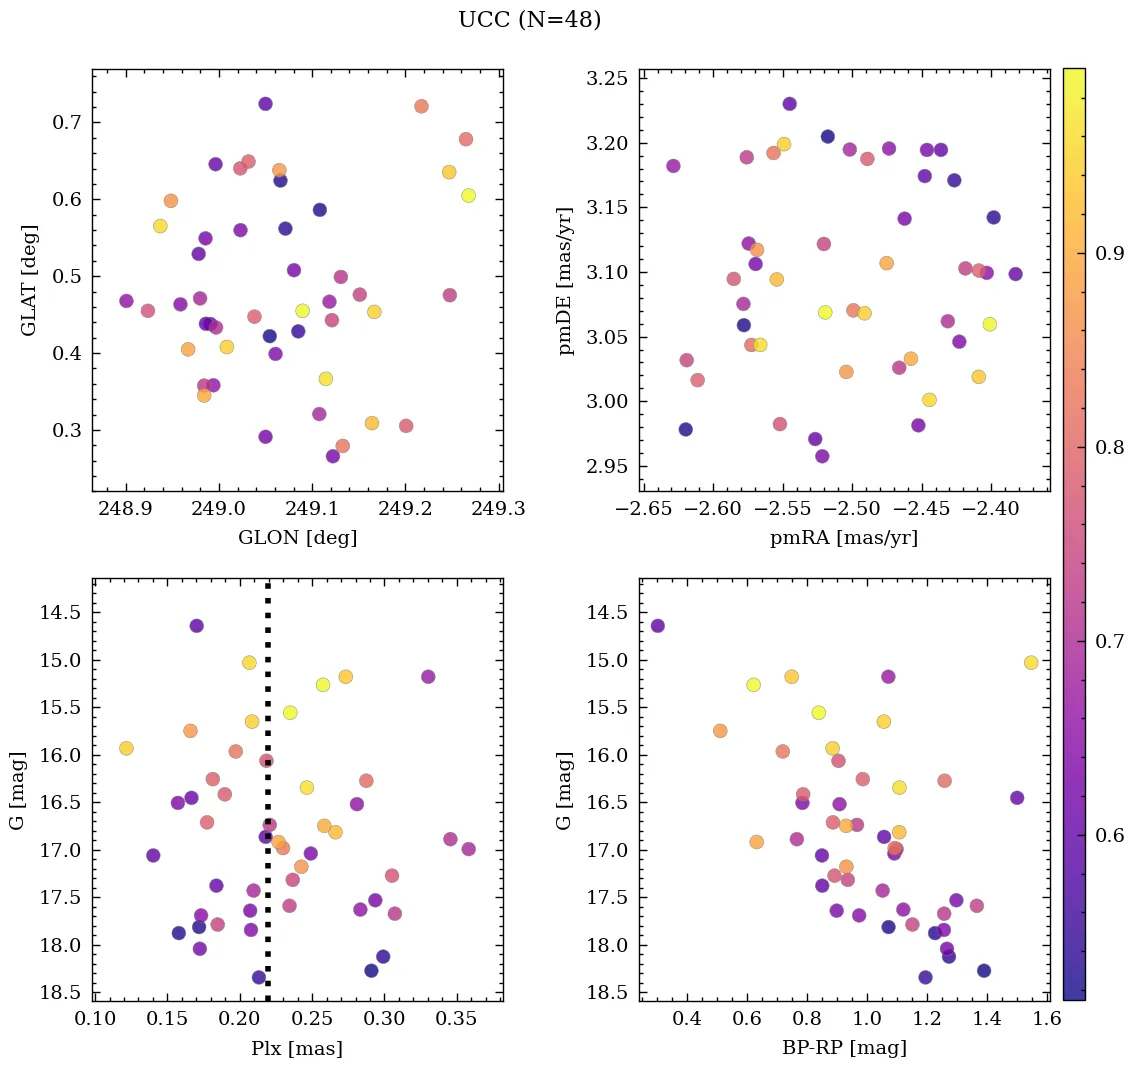 UCC (N=48)
0.7
0.6
0.5
0.4
0.3
GLAT [deg]
248.9 249.0 249.1 249.2 249.3
GLON [deg]
3.25
3.20
3.15
3.10
3.05
3.00
2.95
pmDE [mas/yr]
−2.65 −2.60 −2.55 −2.50 −2.45 −2.40
pmRA [mas/yr]
14.5
15.0
15.5
16.0
16.5
17.0
17.5
18.0
18.5
G [mag]
0.10 0.15 0.20 0.25 0.30 0.35
Plx [mas]
14.5
15.0
15.5
16.0
16.5
17.0
17.5
18.0
18.5
G [mag]
0.4 0.6 0.8 1.0 1.2 1.4 1.6
BP-RP [mag]
0.9
0.8
0.7
0.6